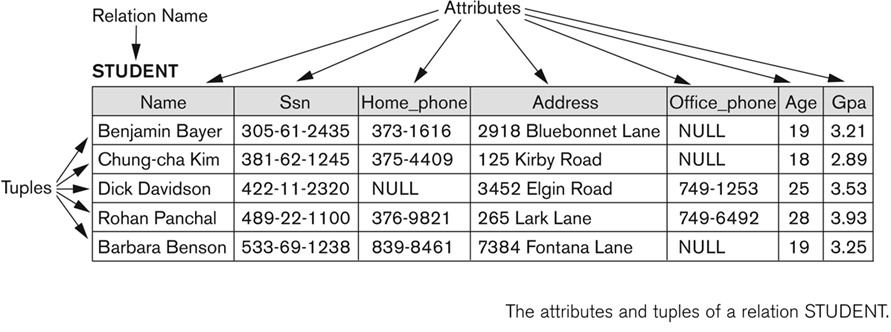 Relation Name
Attributes
STUDENT
Name Ssn Home_phone Address Office_phone Age Gpa
Benjamin Bayer 305-61-2435 373-1616 2918 Bluebonnet Lane NULL 19 3.21
Chung-cha Kim 381-62-1245 375-4409 125 Kirby Road NULL 18 2.89
Tuples
Dick Davidson 422-11-2320 NULL 3452 Elgin Road 749-1253 25 3.53
Rohan Panchal 489-22-1100 376-9821 265 Lark Lane 749-6492 28 3.93
Barbara Benson 533-69-1238 839-8461 7384 Fontana Lane NULL 19 3.25
The attributes and tuples of a relation STUDENT.